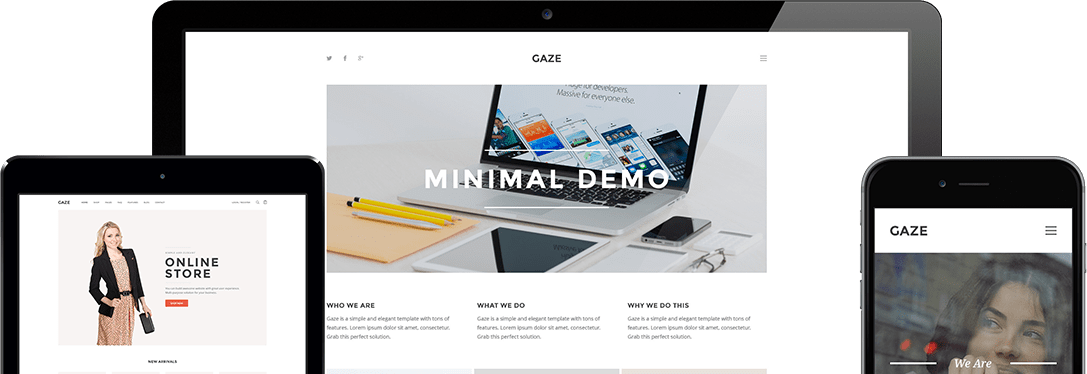 GAZE
...age for developers.
Massive for everyone else.
MINIMAL DEMO
WHO WE ARE
Gaze is a simple and elegant template with tons of
features. Lorem ipsum dolor sit amet, consectetur.
Grab this perfect solution.
WHAT WE DO
Gaze is a simple and elegant template with tons of
features. Lorem ipsum dolor sit amet, consectetur.
Grab this perfect solution.
WHY WE DO THIS
Gaze is a simple and elegant template with tons of
features. Lorem ipsum dolor sit amet, consectetur.
Grab this perfect solution.
GAZE
ONLINE
STORE
NEW ARRIVALS
GAZE
We Are